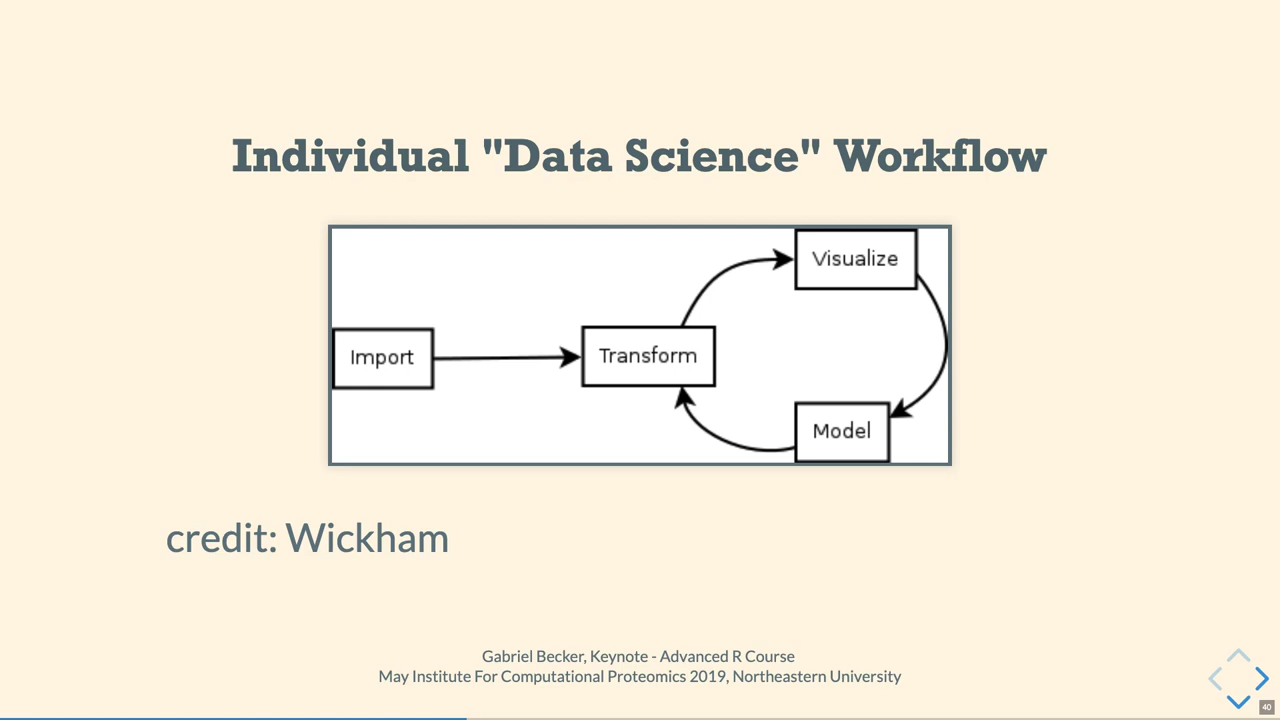 Individual "Data Science" Workflow
Visualize
Import
Transform
Model
credit: Wickham
Gabriel Becker, Keynote - Advanced R Course
May Institute For Computational Proteomics 2019, Northeastern University
40